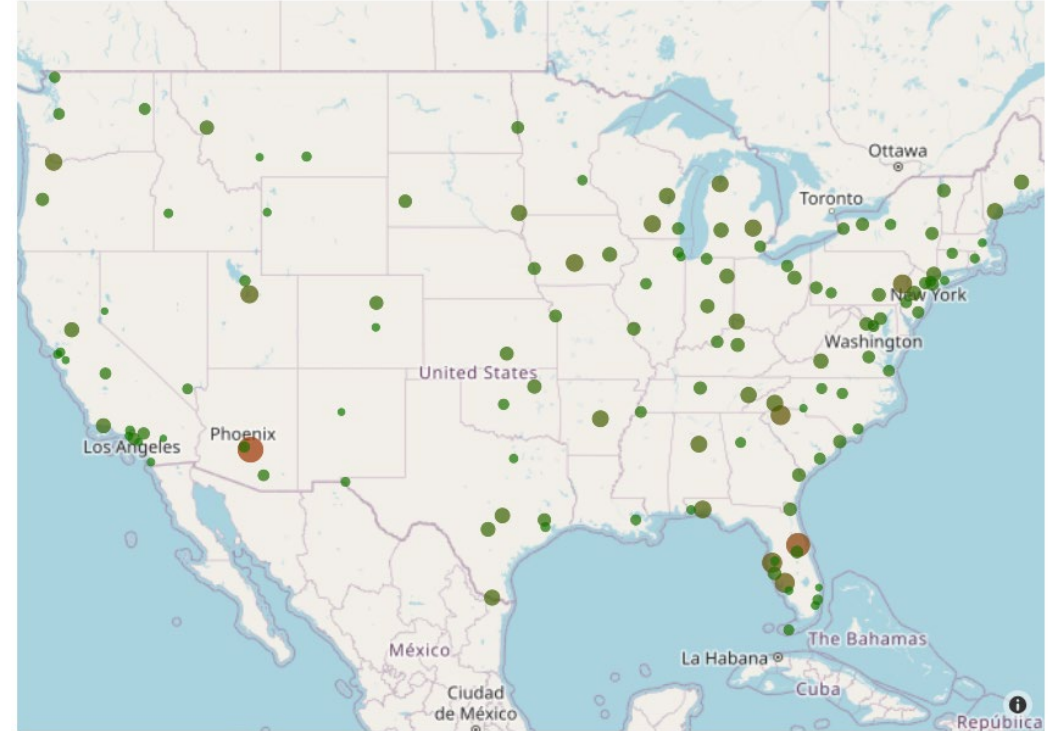 Ottawa
Toronto
New York
Washington
United States
Phoenix
Los Angeles
México
The Bahamas
La Habana
Ciudad
de México
Cuba
República